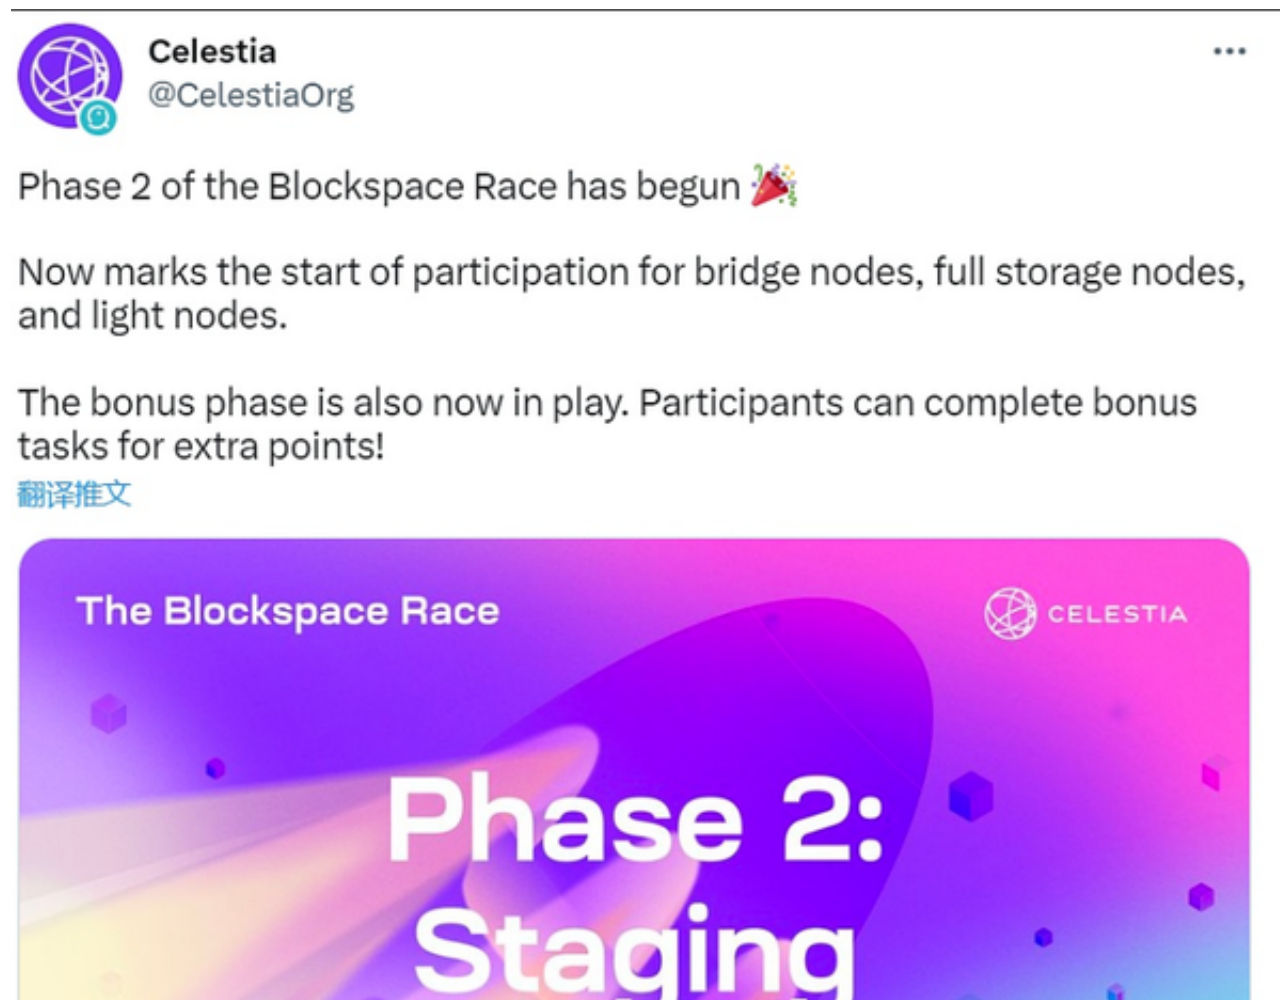 Celestia
@CelestiaOrg
Phase 2 of the Blockspace Race has begun 🎉
Now marks the start of participation for bridge nodes, full storage nodes,
and light nodes.
The bonus phase is also now in play. Participants can complete bonus
tasks for extra points!
翻译推文
The Blockspace Race
CELESTIA
Phase 2:
Staging